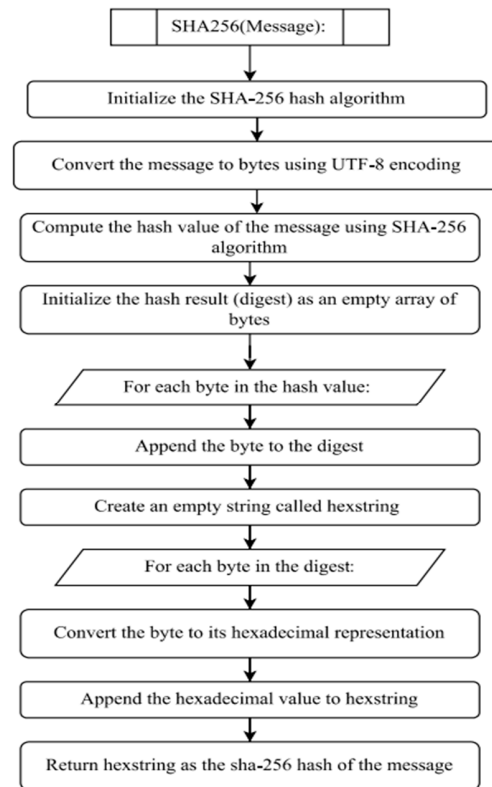 SHA256(Message):
Initialize the SHA-256 hash algorithm
Convert the message to bytes using UTF-8 encoding
Compute the hash value of the message using SHA-256
algorithm
Initialize the hash result (digest) as an empty array of
bytes
For each byte in the hash value:
Append the byte to the digest
Create an empty string called hexstring
For each byte in the digest:
Convert the byte to its hexadecimal representation
Append the hexadecimal value to hexstring
Return hexstring as the sha-256 hash of the message